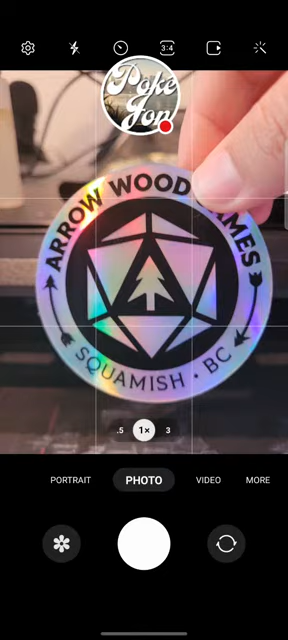 3:4
Poke
Jon
ARROW WOOD GAMES
SQUAMISH • BC
.5 1× 3
PORTRAIT PHOTO VIDEO MORE